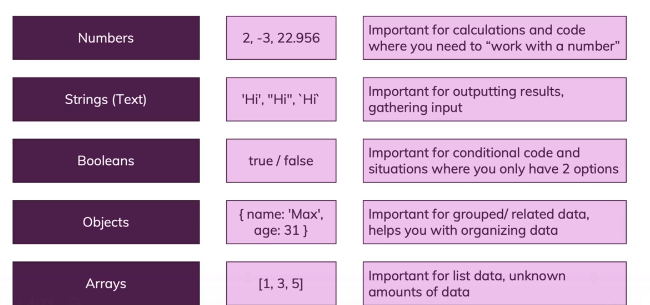 Numbers
2, -3, 22.956
Important for calculations and code
where you need to “work with a number”
Strings (Text)
'Hi', "Hi", `Hi`
Important for outputting results,
gathering input
Booleans
true / false
Important for conditional code and
situations where you only have 2 options
Objects
{ name: 'Max',
age: 31 }
Important for grouped/ related data,
helps you with organizing data
Arrays
[1, 3, 5]
Important for list data, unknown
amounts of data